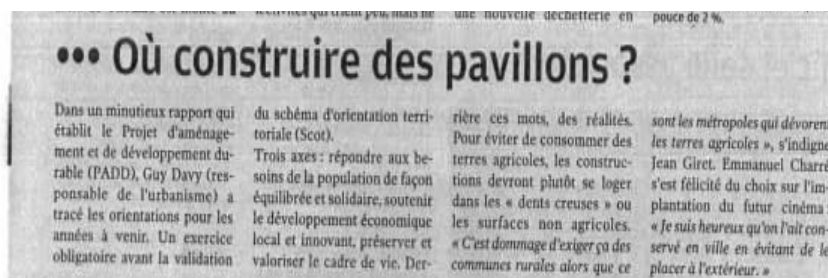 une nouvelle déchetterie en
pouce de 2 %.
••• Où construire des pavillons ?
Dans un minutieux rapport qui
établit le Projet d'aménage-
ment et de développement du-
rable (PADD), Guy Davy (res-
ponsable de l'urbanisme) a
tracé les orientations pour les
années à venir. Un exercice
obligatoire avant la validation
du schéma d'orientation terri-
toriale (Scot).
Trois axes : répondre aux be-
soins de la population de façon
équilibrée et solidaire, soutenir
le développement économique
local et innovant, préserver et
valoriser le cadre de vie. Der-
rière ces mots, des réalités.
Pour éviter de consommer des
terres agricoles, les construc-
tions devront plutôt se loger
dans les « dents creuses » ou
les surfaces non agricoles.
« C'est dommage d'exiger ça des
communes rurales alors que ce
sont les métropoles qui dévorent
les terres agricoles », s'indigne
Jean Giret. Emmanuel Charré
s'est félicité du choix sur l'im-
plantation du futur cinéma :
« Je suis heureux qu'on l'ait con-
servé en ville en évitant de le
placer à l'extérieur. »